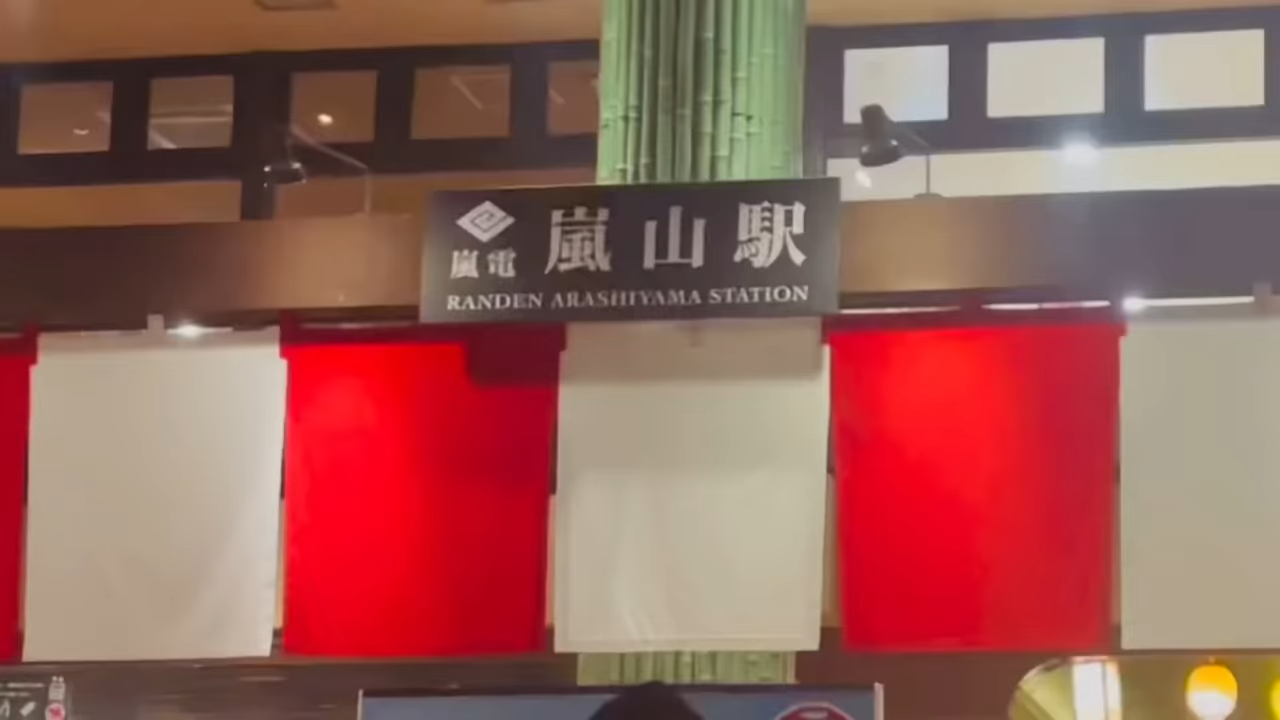 嵐電 嵐山駅
RANDEN ARASHIYAMA STATION